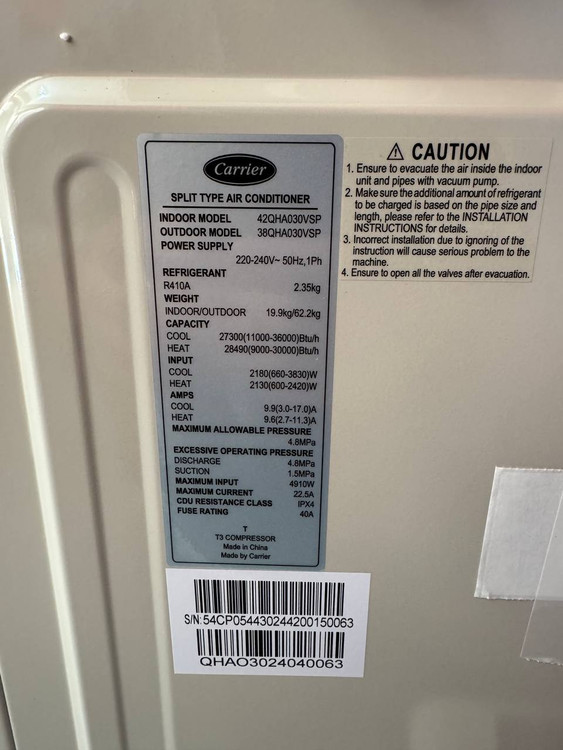 Carrier
SPLIT TYPE AIR CONDITIONER
INDOOR MODEL 42QHA030VSP
OUTDOOR MODEL 38QHA030VSP
POWER SUPPLY
220-240V~ 50Hz,1Ph
REFRIGERANT
R410A 2.35kg
WEIGHT
INDOOR/OUTDOOR 19.9kg/62.2kg
CAPACITY
COOL 27300(11000-36000)Btu/h
HEAT 28490(9000-30000)Btu/h
INPUT
COOL 2180(660-3830)W
HEAT 2130(600-2420)W
AMPS
COOL 9.9(3.0-17.0)A
HEAT 9.6(2.7-11.3)A
MAXIMUM ALLOWABLE PRESSURE
4.8MPa
EXCESSIVE OPERATING PRESSURE
DISCHARGE 4.8MPa
SUCTION 1.5MPa
MAXIMUM INPUT 4910W
MAXIMUM CURRENT 22.5A
CDU RESISTANCE CLASS IPX4
FUSE RATING 40A
T
T3 COMPRESSOR
Made in China
Made by Carrier
CAUTION
1. Ensure to evacuate the air inside the indoor
unit and pipes with vacuum pump.
2. Make sure the additional amount of refrigerant
to be charged is based on the pipe size and
length, please refer to the INSTALLATION
INSTRUCTIONS for details.
3. Incorrect installation due to ignoring of the
instruction will cause serious problem to the
machine.
4. Ensure to open all the valves after evacuation.
S/N:54CP054430244200150063
QHAO3024040063